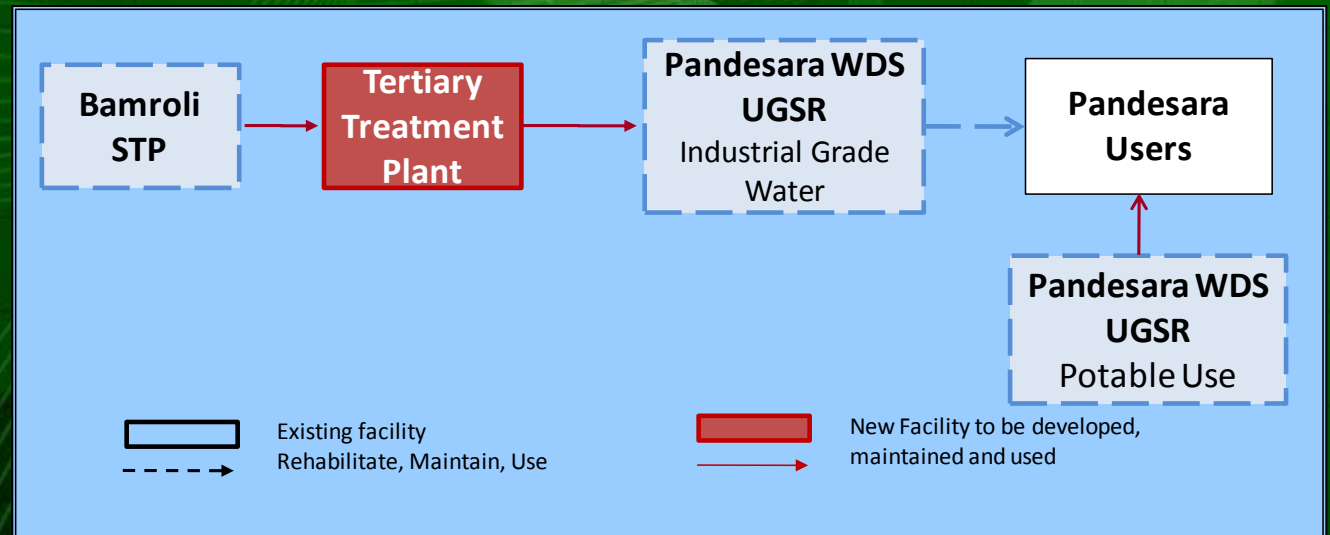 Bamroli
STP
Tertiary
Treatment
Plant
Pandesara WDS
UGSR
Industrial Grade
Water
Pandesara
Users
Pandesara WDS
UGSR
Potable Use
Existing facility
Rehabilitate, Maintain, Use
New Facility to be developed,
maintained and used